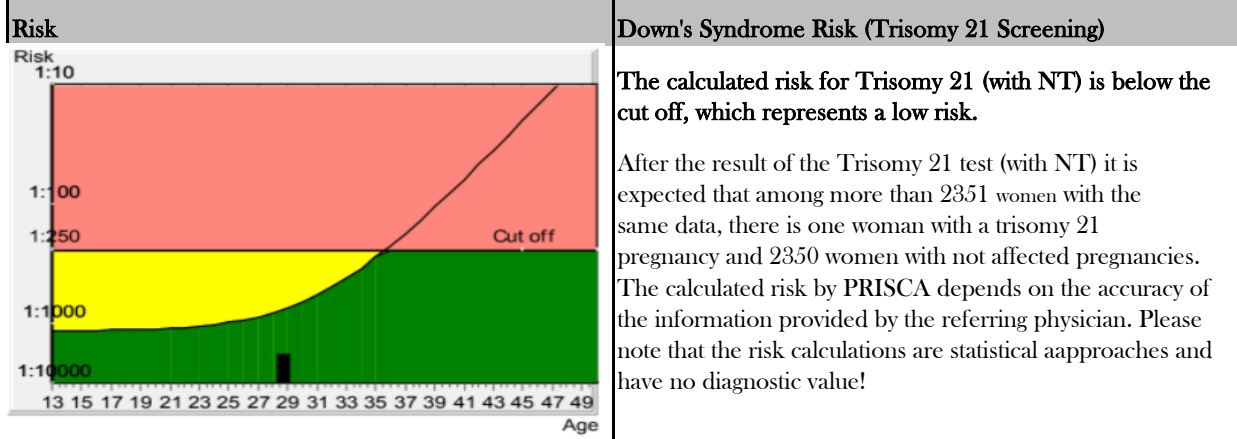 Risk
Risk
1:10
1:100
1:250
Cut off
1:1000
1:10000
13 15 17 19 21 23 25 27 29 31 33 35 37 39 41 43 45 47 49
Age
Down's Syndrome Risk (Trisomy 21 Screening)
The calculated risk for Trisomy 21 (with NT) is below the
cut off, which represents a low risk.
After the result of the Trisomy 21 test (with NT) it is
expected that among more than 2351 women with the
same data, there is one woman with a trisomy 21
pregnancy and 2350 women with not affected pregnancies.
The calculated risk by PRISCA depends on the accuracy of
the information provided by the referring physician. Please
note that the risk calculations are statistical aapproaches and
have no diagnostic value!